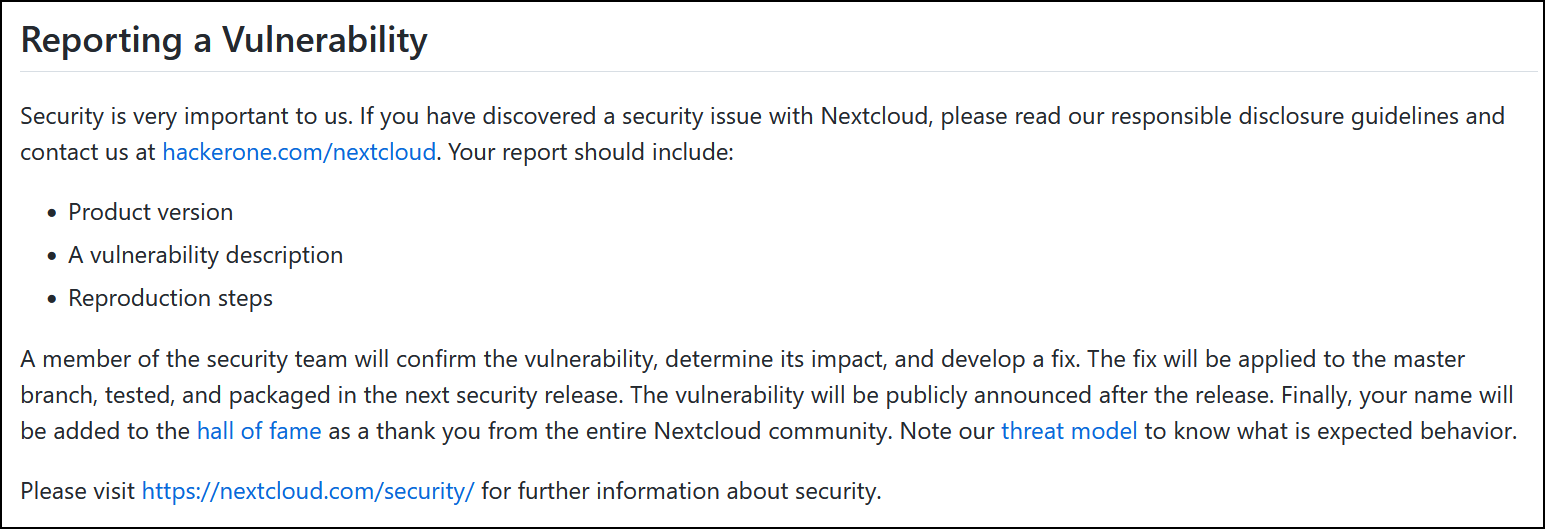 Reporting a Vulnerability
Security is very important to us. If you have discovered a security issue with Nextcloud, please read our responsible disclosure guidelines and
contact us at hackerone.com/nextcloud. Your report should include:
• Product version
• A vulnerability description
• Reproduction steps
A member of the security team will confirm the vulnerability, determine its impact, and develop a fix. The fix will be applied to the master
branch, tested, and packaged in the next security release. The vulnerability will be publicly announced after the release. Finally, your name will
be added to the hall of fame as a thank you from the entire Nextcloud community. Note our threat model to know what is expected behavior.
Please visit https://nextcloud.com/security/ for further information about security.